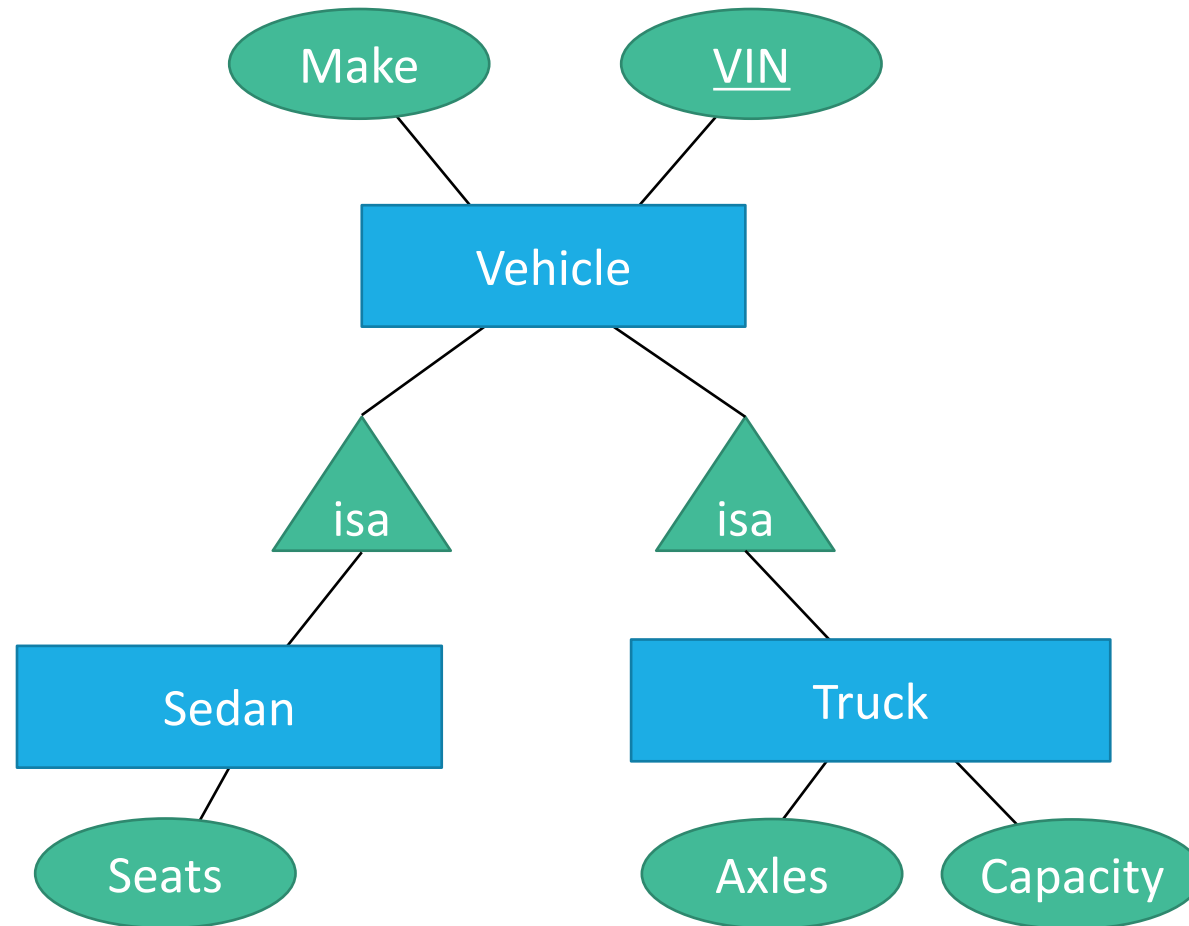 Make
VIN
Vehicle
isa
isa
Sedan
Truck
Seats
Axles
Capacity